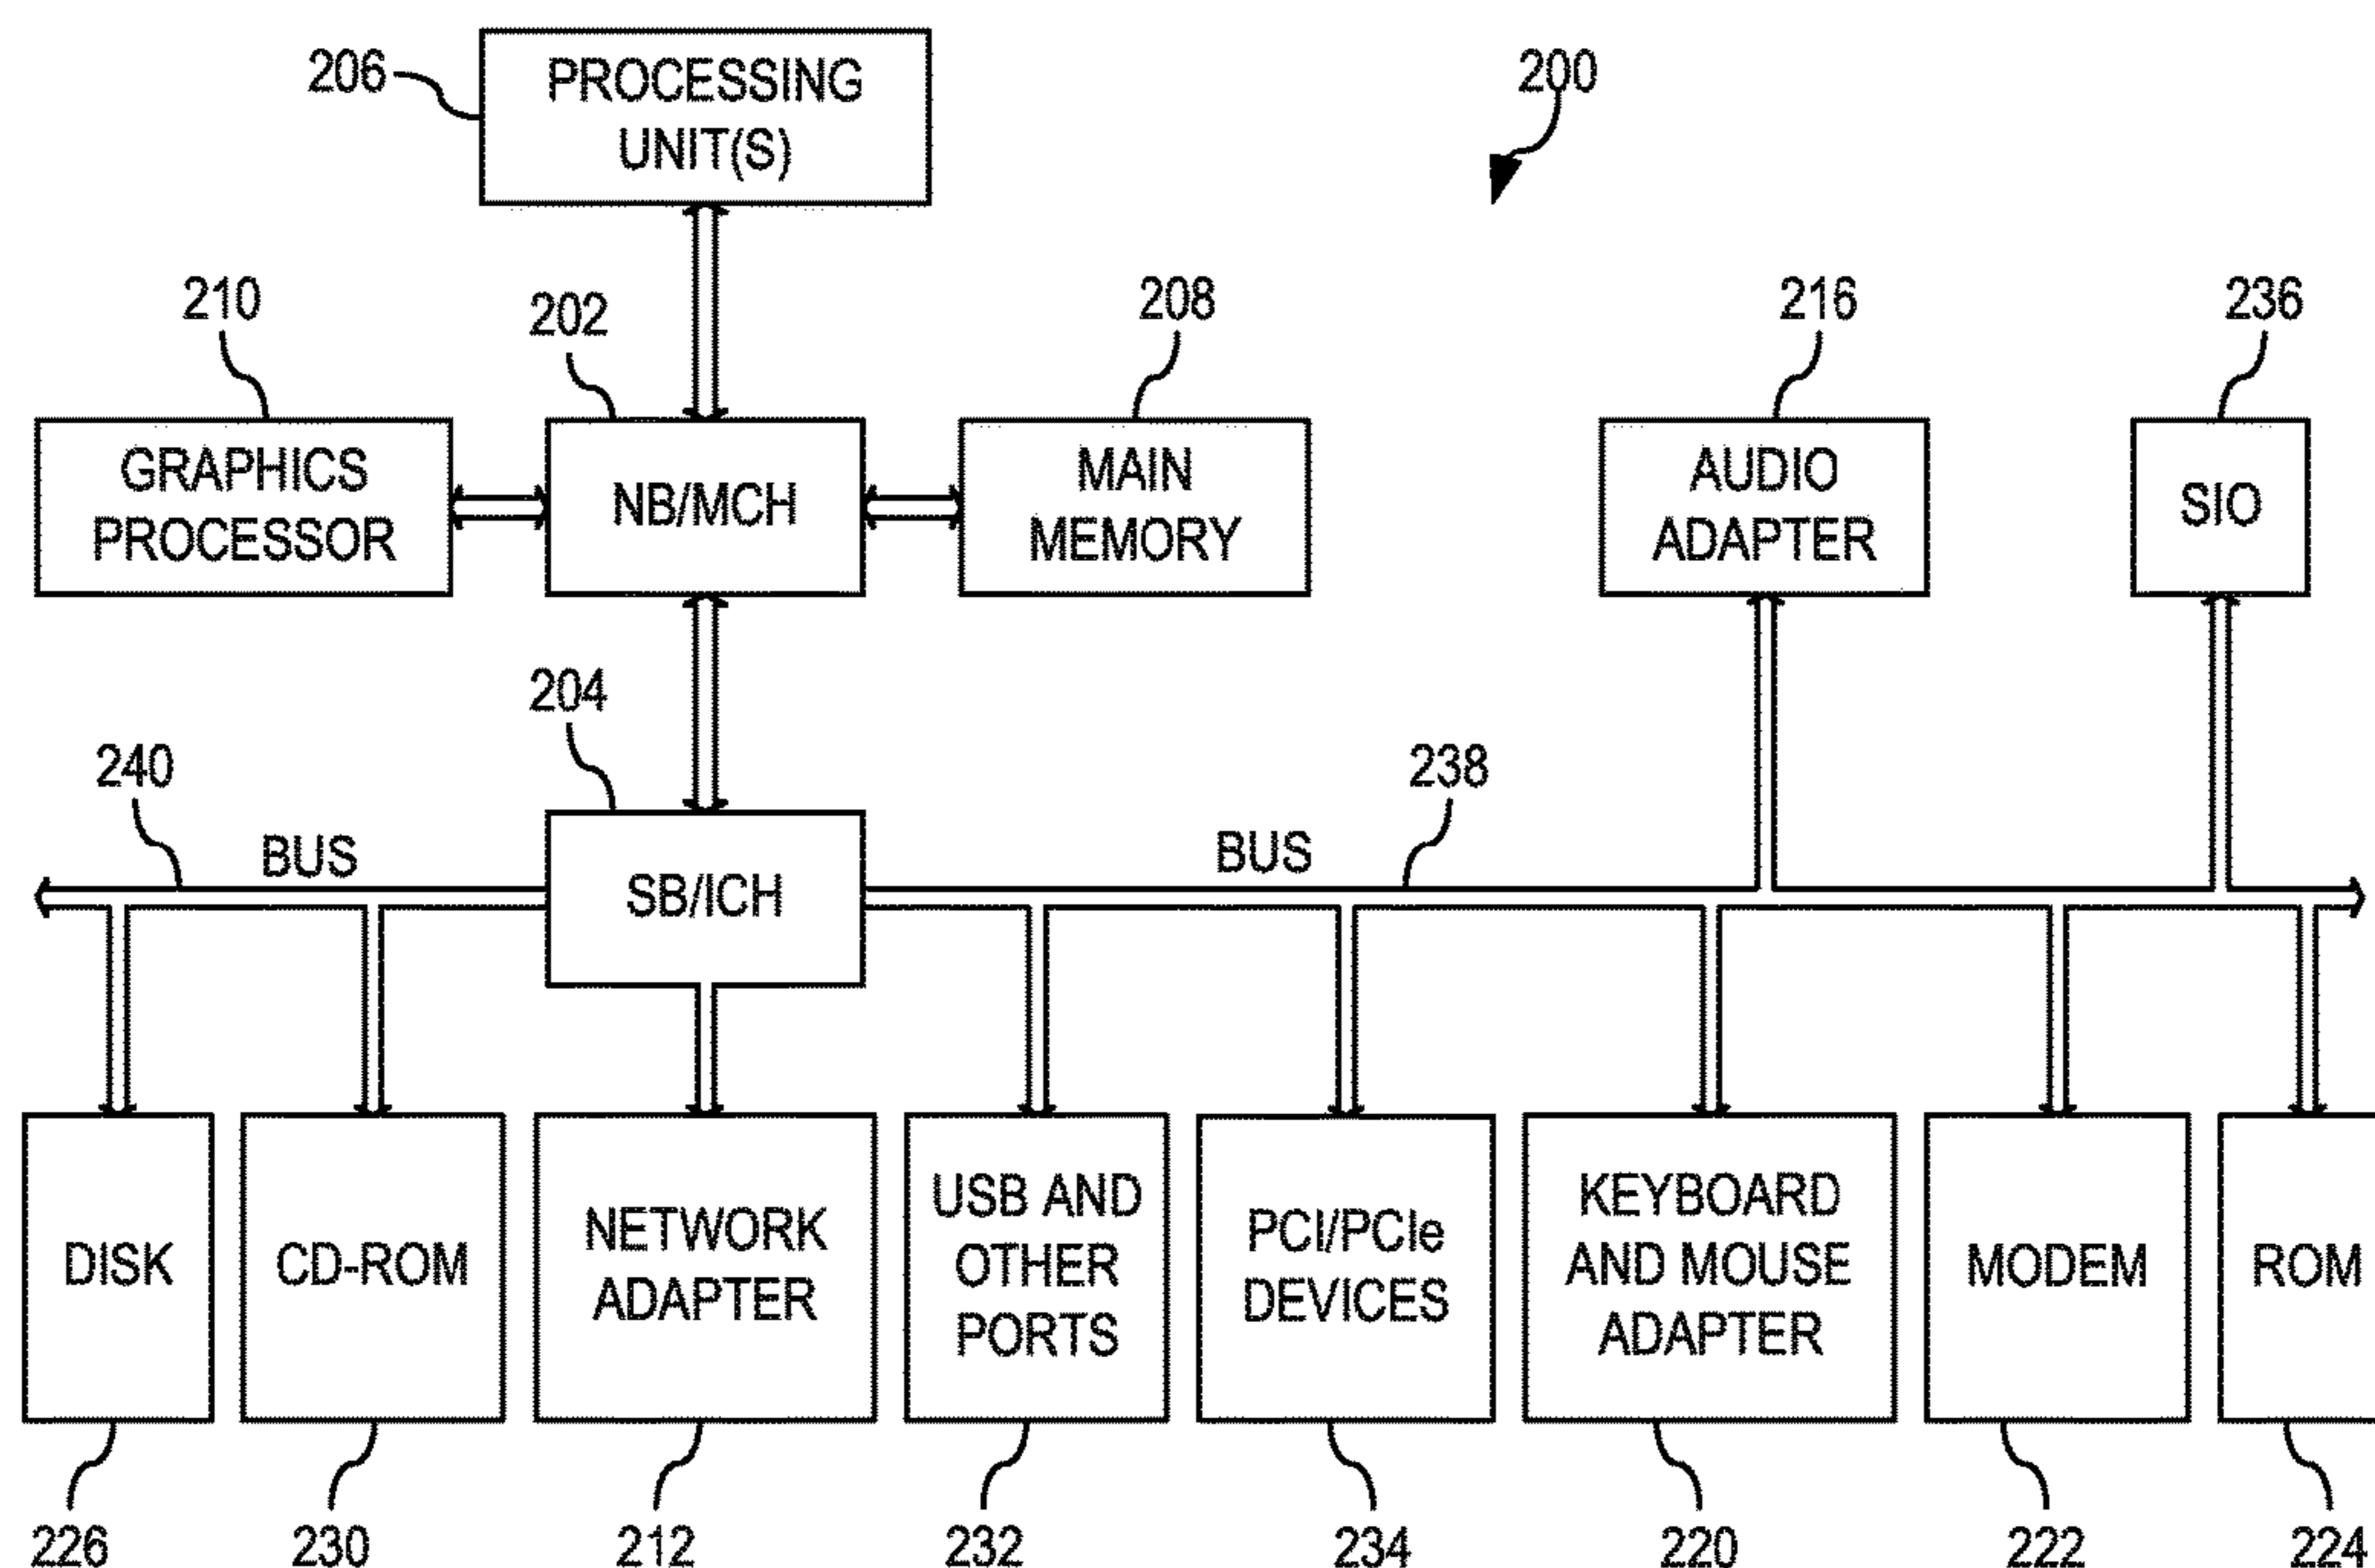 206
PROCESSING
UNIT(S)
200
210
202
208
216
236
GRAPHICS
PROCESSOR
NB/MCH
MAIN
MEMORY
AUDIO
ADAPTER
SIO
204
240
238
BUS
BUS
SB/ICH
DISK
CD-ROM
NETWORK
ADAPTER
USB AND
OTHER
PORTS
PCI/PCIe
DEVICES
KEYBOARD
AND MOUSE
ADAPTER
MODEM
ROM
226
230
212
232
234
220
222
224